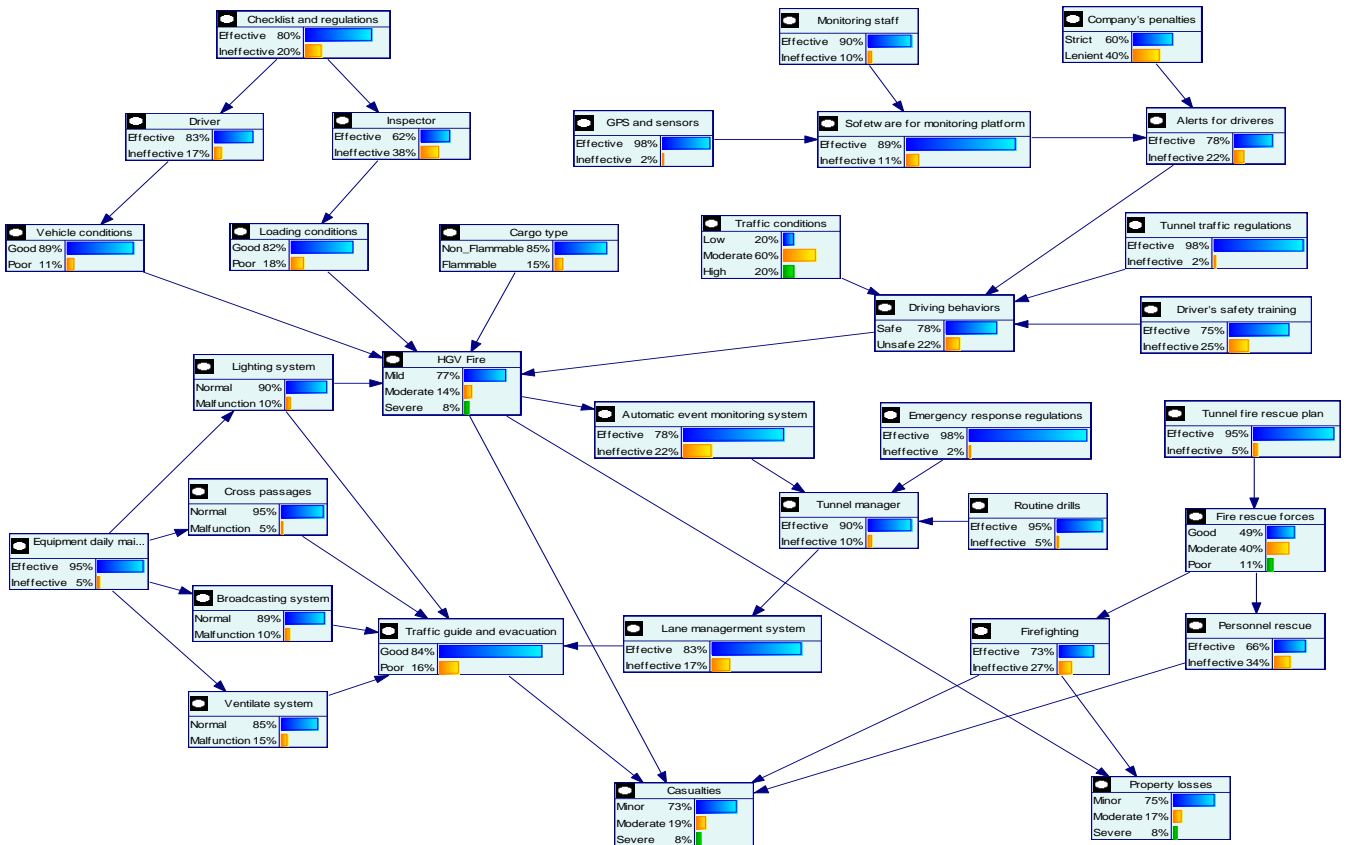 Checklist and regulations
Effective 80%
Ineffective 20%
Monitoring staff
Effective 90%
Ineffective 10%
Company's penalties
Strict 60%
Lenient 40%
Driver
Effective 83%
Ineffective 17%
Inspector
Effective 62%
Ineffective 38%
GPS and sensors
Effective 98%
Ineffective 2%
Sofetware for monitoring platform
Effective 89%
Ineffective 11%
Alerts for driveres
Effective 78%
Ineffective 22%
Vehicle conditions
Good 89%
Poor 11%
Loading conditions
Good 82%
Poor 18%
Cargo type
Non_Flammable 85%
Flammable 15%
Traffic conditions
Low 20%
Moderate 60%
High 20%
Tunnel traffic regulations
Effective 98%
Ineffective 2%
Driving behaviors
Safe 78%
Unsafe 22%
Driver's safety training
Effective 75%
Ineffective 25%
Lighting system
Normal 90%
Malfunction 10%
HGV Fire
Mild 77%
Moderate 14%
Severe 8%
Automatic event monitoring system
Effective 78%
Ineffective 22%
Emergency response regulations
Effective 98%
Ineffective 2%
Tunnel fire rescue plan
Effective 95%
Ineffective 5%
Cross passages
Normal 95%
Malfunction 5%
Tunnel manager
Effective 90%
Ineffective 10%
Routine drills
Effective 95%
Ineffective 5%
Fire rescue forces
Good 49%
Moderate 40%
Poor 11%
Equipment daily mai...
Effective 95%
Ineffective 5%
Broadcasting system
Normal 89%
Malfunction 10%
Traffic guide and evacuation
Good 84%
Poor 16%
Lane managerment system
Effective 83%
Ineffective 17%
Firefighting
Effective 73%
Ineffective 27%
Personnel rescue
Effective 66%
Ineffective 34%
Ventilate system
Normal 85%
Malfunction 15%
Casualties
Minor 73%
Moderate 19%
Severe 8%
Property losses
Minor 75%
Moderate 17%
Severe 8%